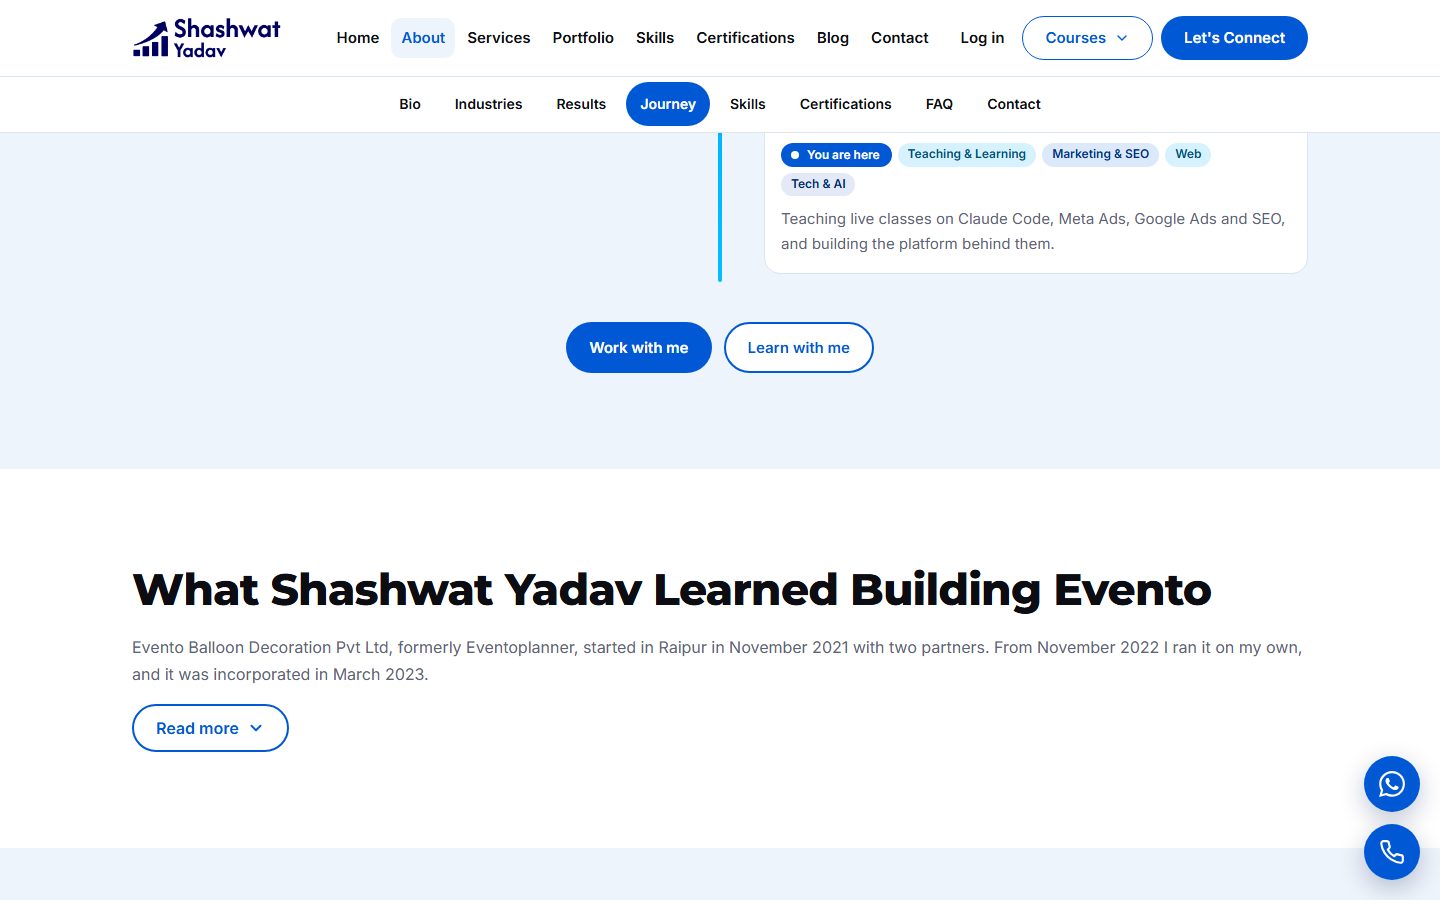 Shashwat
Yadav
Home About Services Portfolio Skills Certifications Blog Contact Log in Courses Let's Connect
Bio Industries Results Journey Skills Certifications FAQ Contact
You are here Teaching & Learning Marketing & SEO Web
Tech & AI
Teaching live classes on Claude Code, Meta Ads, Google Ads and SEO,
and building the platform behind them.
Work with me Learn with me
What Shashwat Yadav Learned Building Evento
Evento Balloon Decoration Pvt Ltd, formerly Eventoplanner, started in Raipur in November 2021 with two partners. From November 2022 I ran it on my own,
and it was incorporated in March 2023.
Read more